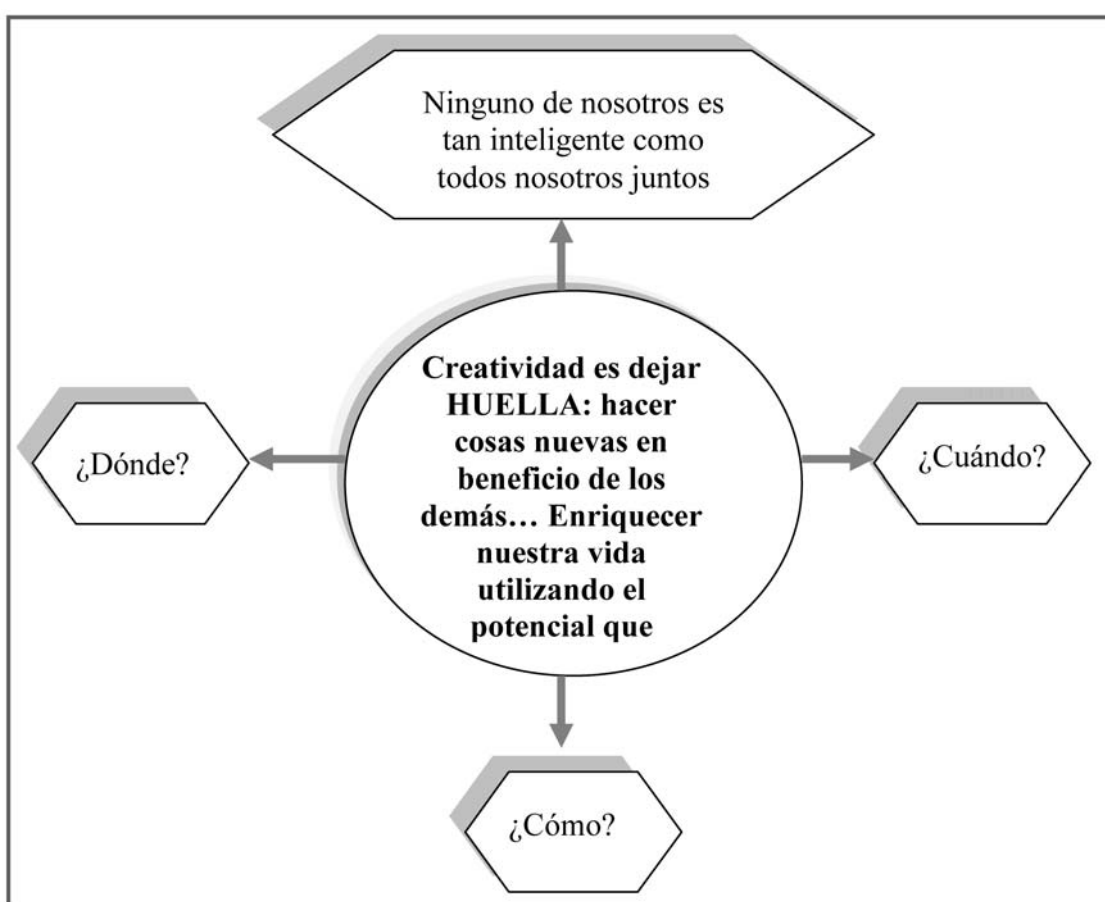 Ninguno de nosotros es
tan inteligente como
todos nosotros juntos
Creatividad es dejar
HUELLA: hacer
cosas nuevas en
beneficio de los
demás… Enriquecer
nuestra vida
utilizando el
potencial que
¿Dónde?
¿Cuándo?
¿Cómo?